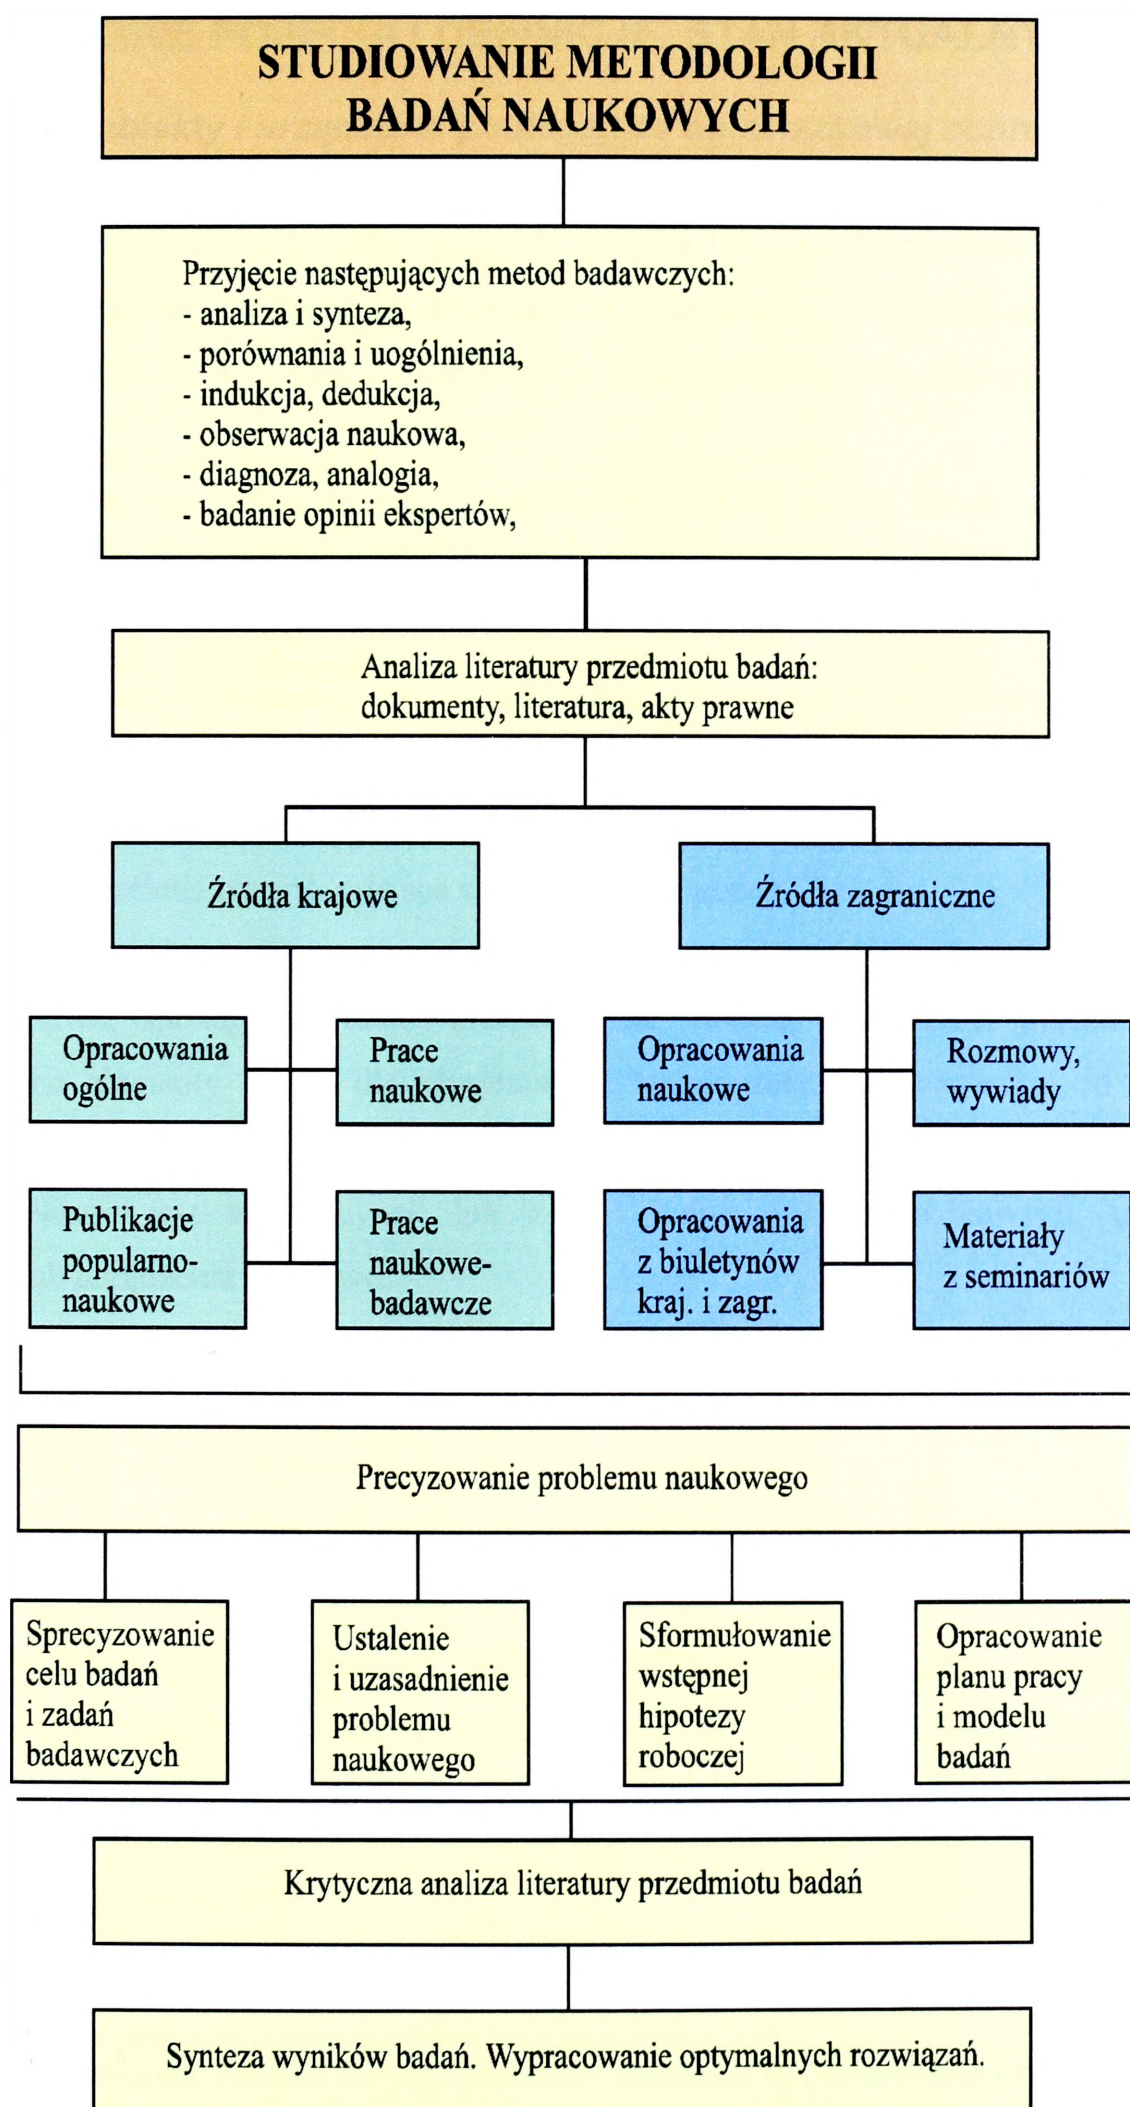 STUDIOWANIE METODOLOGII
BADAŃ NAUKOWYCH
Przyjęcie następujących metod badawczych:
- analiza i synteza,
- porównania i uogólnienia,
- indukcja, dedukcja,
- obserwacja naukowa,
- diagnoza, analogia,
- badanie opinii ekspertów,
Analiza literatury przedmiotu badań:
dokumenty, literatura, akty prawne
Źródła krajowe
Źródła zagraniczne
Opracowania
ogólne
Prace
naukowe
Opracowania
naukowe
Rozmowy,
wywiady
Publikacje
popularno-
naukowe
Prace
naukowe-
badawcze
Opracowania
z biuletynów
kraj. i zagr.
Materiały
z seminariów
Precyzowanie problemu naukowego
Sprecyzowanie
celu badań
i zadań
badawczych
Ustalenie
i uzasadnienie
problemu
naukowego
Sformułowanie
wstępnej
hipotezy
roboczej
Opracowanie
planu pracy
i modelu
badań
Krytyczna analiza literatury przedmiotu badań
Synteza wyników badań. Wypracowanie optymalnych rozwiązań.